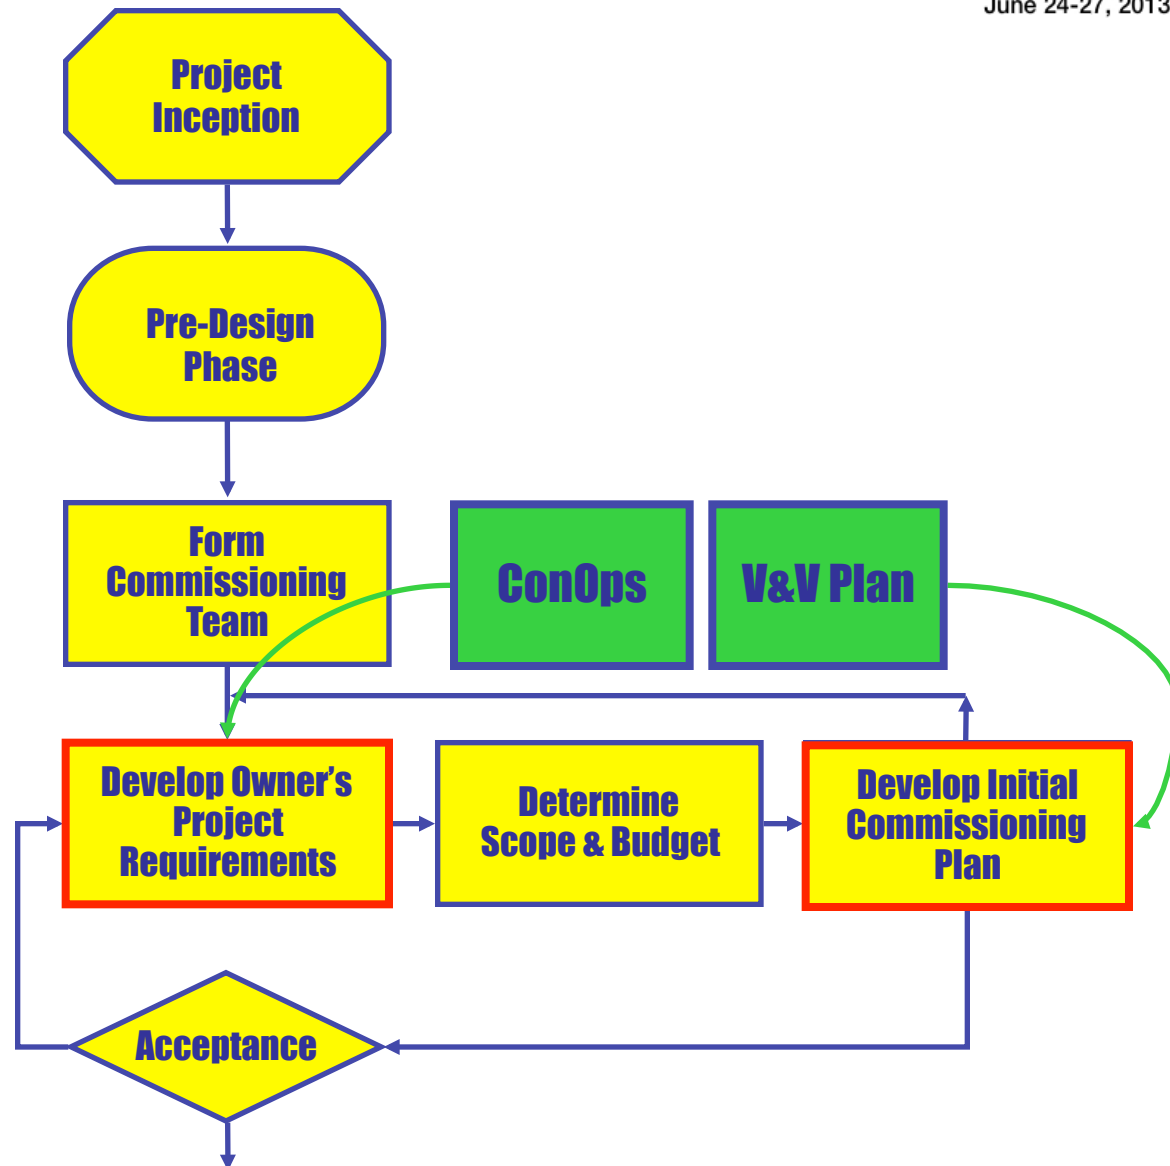 June 24-27, 2013
Project
Inception
Pre-Design
Phase
Form
Commissioning
Team
ConOps
V&V Plan
Develop Owner’s
Project
Requirements
Determine
Scope & Budget
Develop Initial
Commissioning
Plan
Acceptance